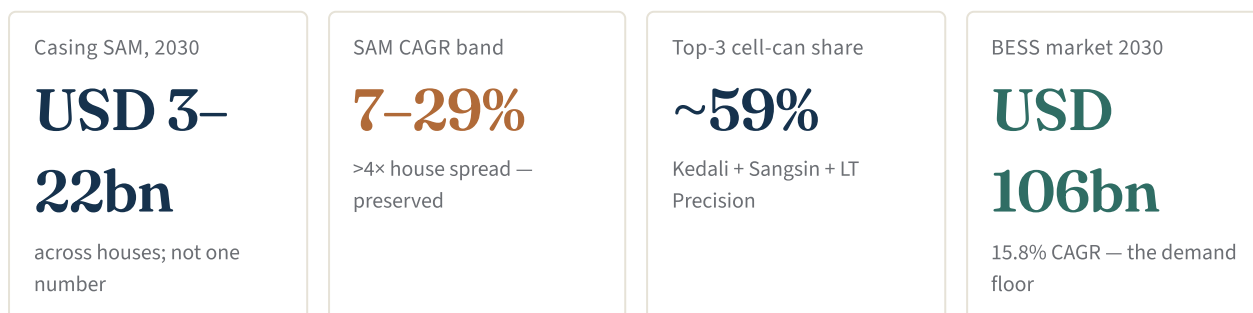 Casing SAM, 2030
USD 3–
22bn
across houses; not one
number
SAM CAGR band
7–29%
>4× house spread —
preserved
Top-3 cell-can share
~59%
Kedali + Sangsin + LT
Precision
BESS market 2030
USD
106bn
15.8% CAGR — the demand
floor